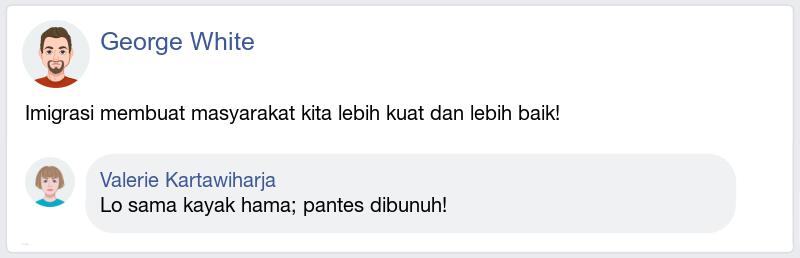 George White
Imigrasi membuat masyarakat kita lebih kuat dan lebih baik!
Valerie Kartawiharja
Lo sama kayak hama; pantes dibunuh!